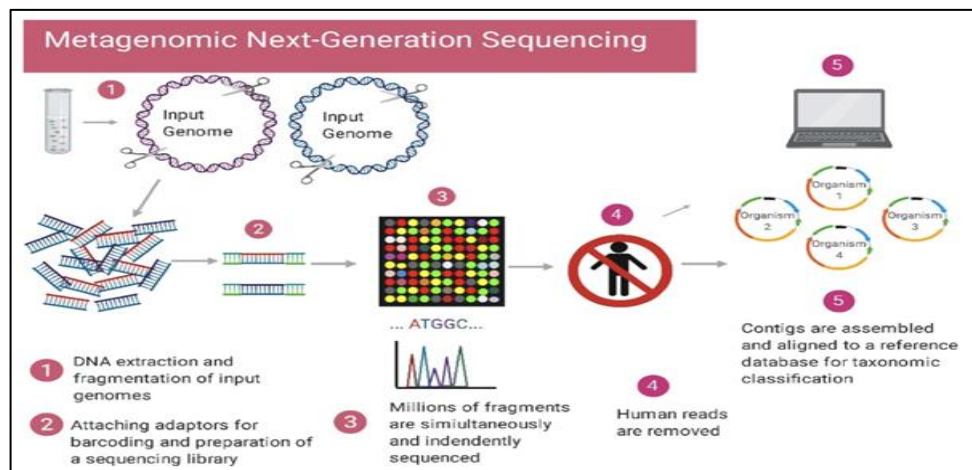 Metagenomic Next-Generation Sequencing
1
Input
Genome
Input
Genome
2
3
4
5
Organism
1
Organism
2
Organism
3
Organism
4
... ATGGC...
5
1 DNA extraction and
fragmentation of input
genomes
2 Attaching adaptors for
barcoding and preparation of
a sequencing library
3 Millions of fragments
are simiultaneously
and indendently
sequenced
4
Human reads
are removed
Contigs are assembled
and aligned to a reference
database for taxonomic
classification